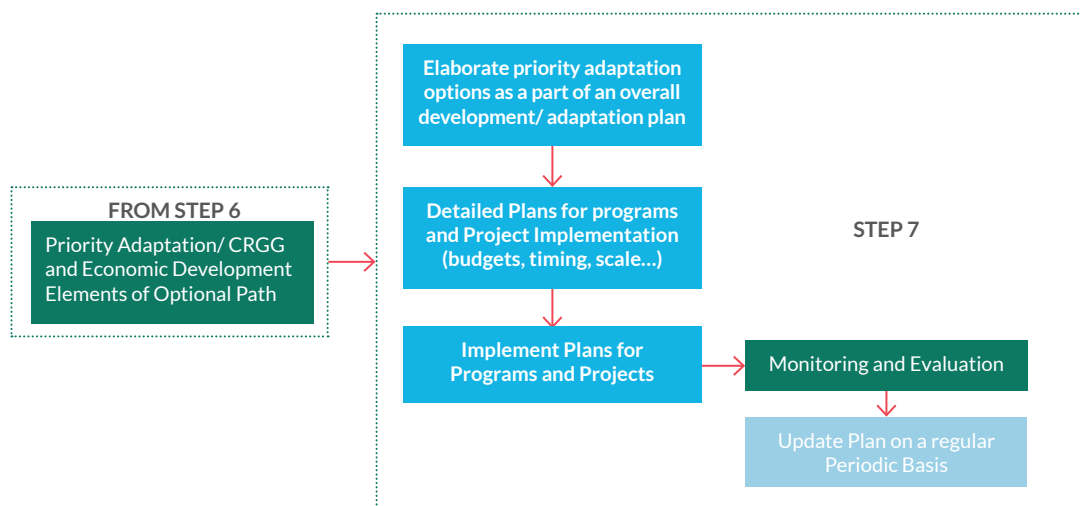 FROM STEP 6
Priority Adaptation/ CRGG
and Economic Development
Elements of Optional Path
Elaborate priority adaptation
options as a part of an overall
development/ adaptation plan
Detailed Plans for programs
and Project Implementation
(budgets, timing, scale...)
STEP 7
Implement Plans for
Programs and Projects
Monitoring and Evaluation
Update Plan on a regular
Periodic Basis